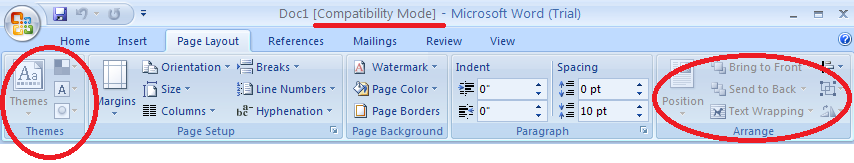 Doc1 [Compatibility Mode] - Microsoft Word (Trial)
Home Insert Page Layout References Mailings Review View
Aa Themes A
Margins
Orientation Breaks
Size Line Numbers
Columns Hyphenation
Watermark
Page Color
Page Borders
Indent Spacing
0" 0 pt
0" 10 pt
Position
Bring to Front
Send to Back
Text Wrapping
Themes Page Setup Page Background Paragraph Arrange